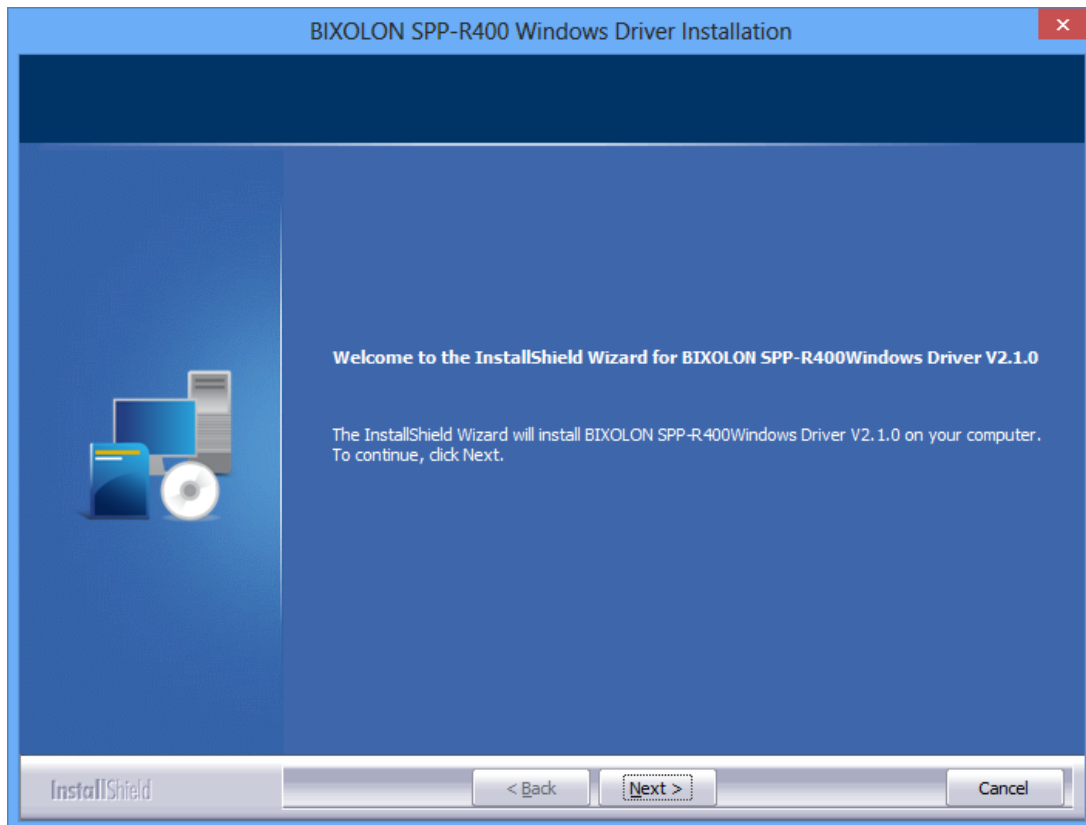 BIXOLON SPP-R400 Windows Driver Installation
Welcome to the InstallShield Wizard for BIXOLON SPP-R400Windows Driver V2.1.0
The InstallShield Wizard will install BIXOLON SPP-R400Windows Driver V2.1.0 on your computer.
To continue, click Next.
InstallShield
< Back
Next >
Cancel